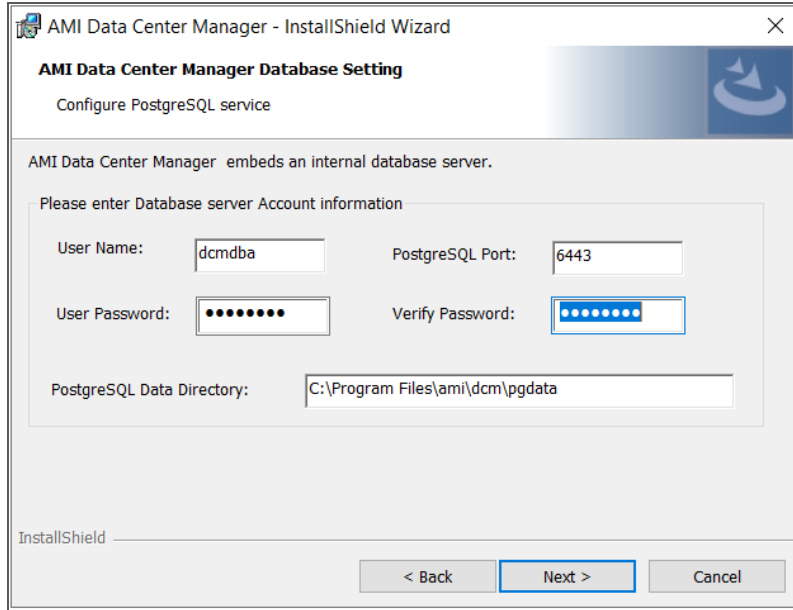 AMI Data Center Manager - InstallShield Wizard
AMI Data Center Manager Database Setting
Configure PostgreSQL service
AMI Data Center Manager embeds an internal database server.
Please enter Database server Account information
User Name: dcmdba PostgreSQL Port: 6443
User Password: •••••••• Verify Password: ••••••••
PostgreSQL Data Directory: C:\Program Files\ami\dcm\pgdata
InstallShield
< Back Next > Cancel